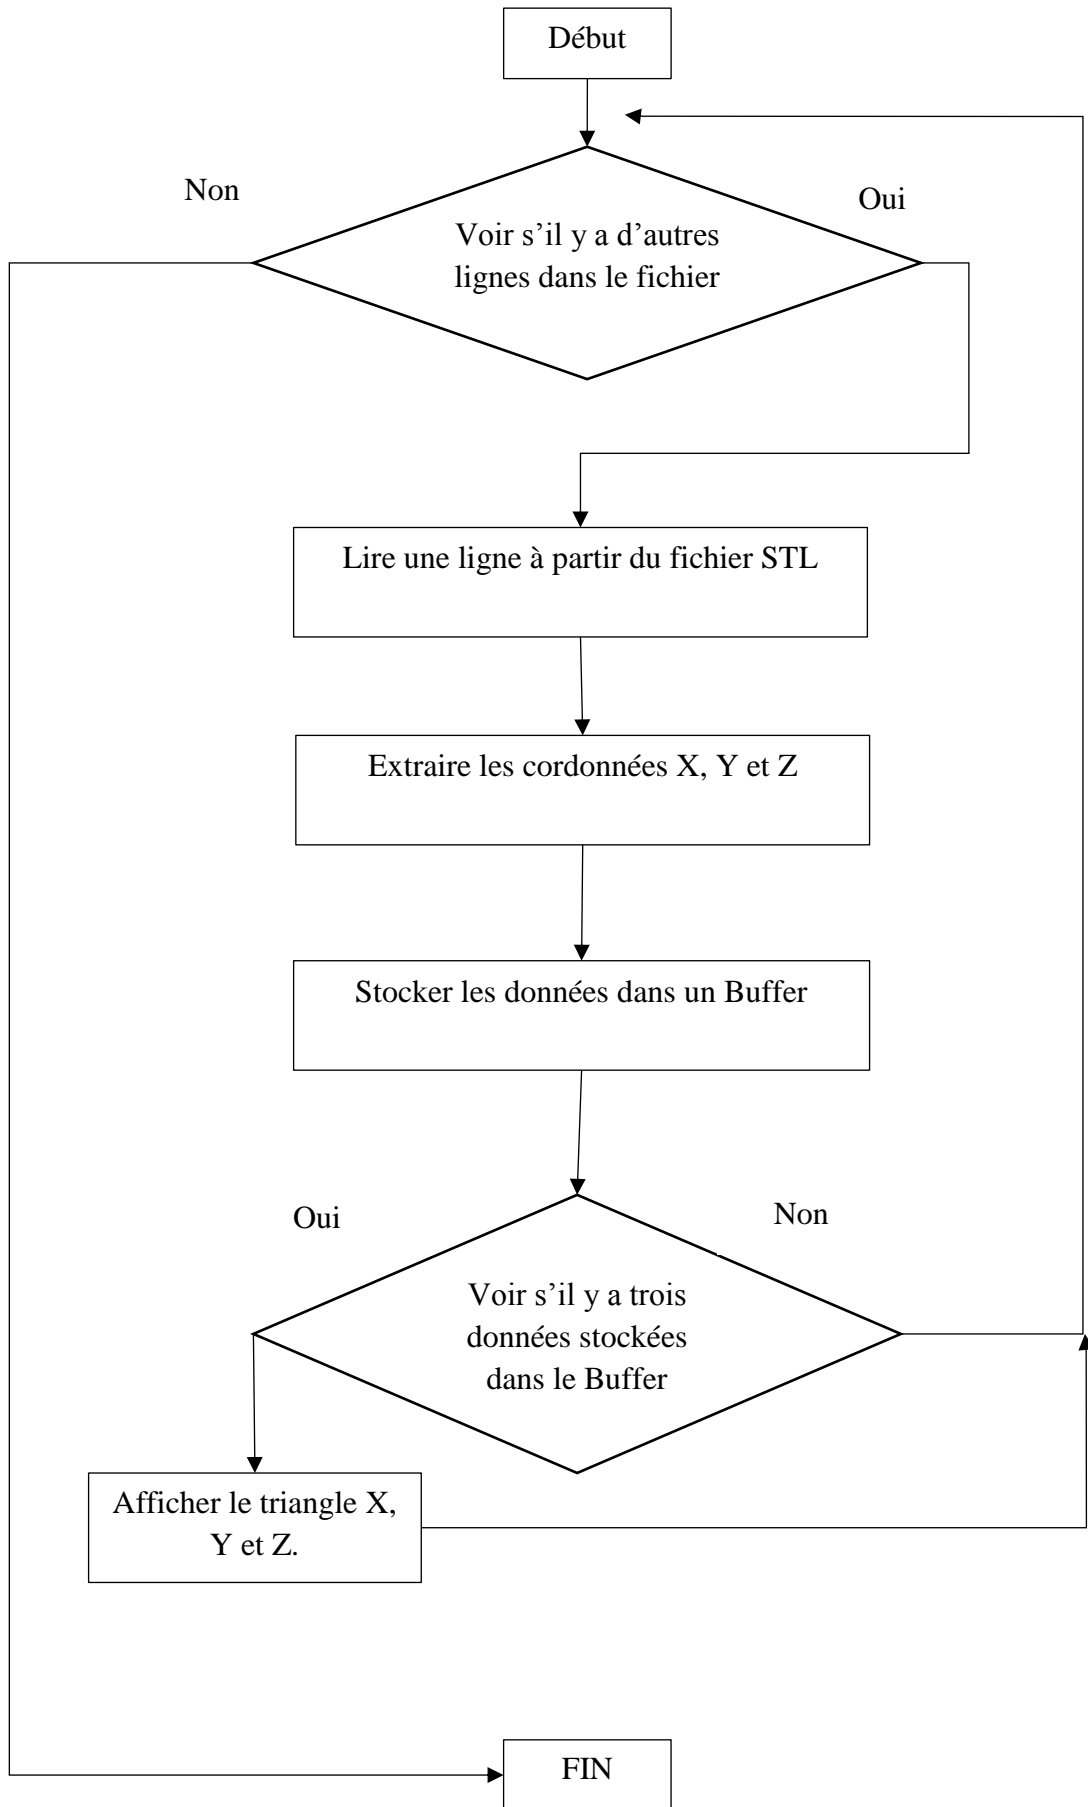 Début
Non
Oui
Voir s’il y a d’autres
lignes dans le fichier
Lire une ligne à partir du fichier STL
Extraire les cordonnées X, Y et Z
Stocker les données dans un Buffer
Oui
Non
Voir s’il y a trois
données stockées
dans le Buffer
Afficher le triangle X,
Y et Z.
FIN